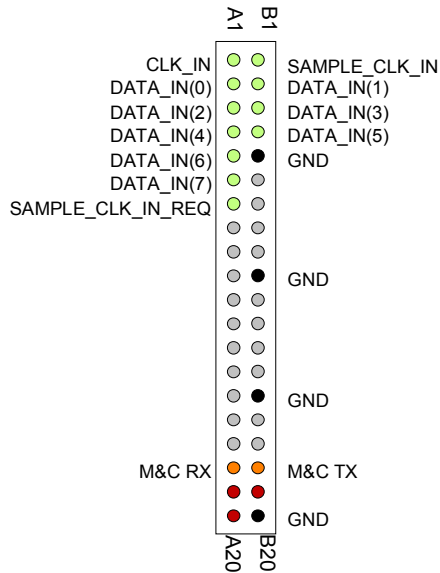 A1 B1
CLK_IN SAMPLE_CLK_IN
DATA_IN(0) DATA_IN(1)
DATA_IN(2) DATA_IN(3)
DATA_IN(4) DATA_IN(5)
DATA_IN(6) GND
DATA_IN(7)
SAMPLE_CLK_IN_REQ
GND
GND
M&C RX M&C TX
GND
A20 B20